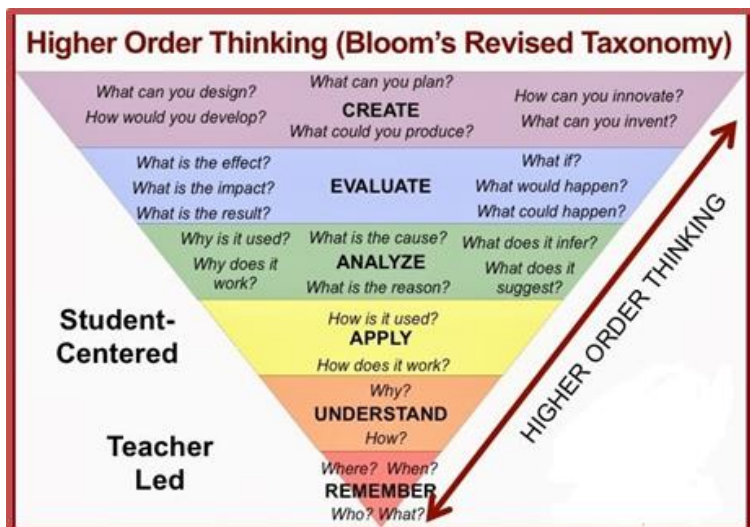 Higher Order Thinking (Bloom's Revised Taxonomy)
What can you design?
How would you develop?
What can you plan?
CREATE
What could you produce?
How can you innovate?
What can you invent?
What is the effect?
What is the impact?
What is the result?
EVALUATE
What if?
What would happen?
What could happen?
Why is it used?
Why does it
work?
What is the cause?
ANALYZE
What is the reason?
What does it infer?
What does it
suggest?
Student-
Centered
How is it used?
APPLY
How does it work?
Why?
UNDERSTAND
How?
Teacher
Led
Where? When?
REMEMBER
Who? What?
HIGHER ORDER THINKING